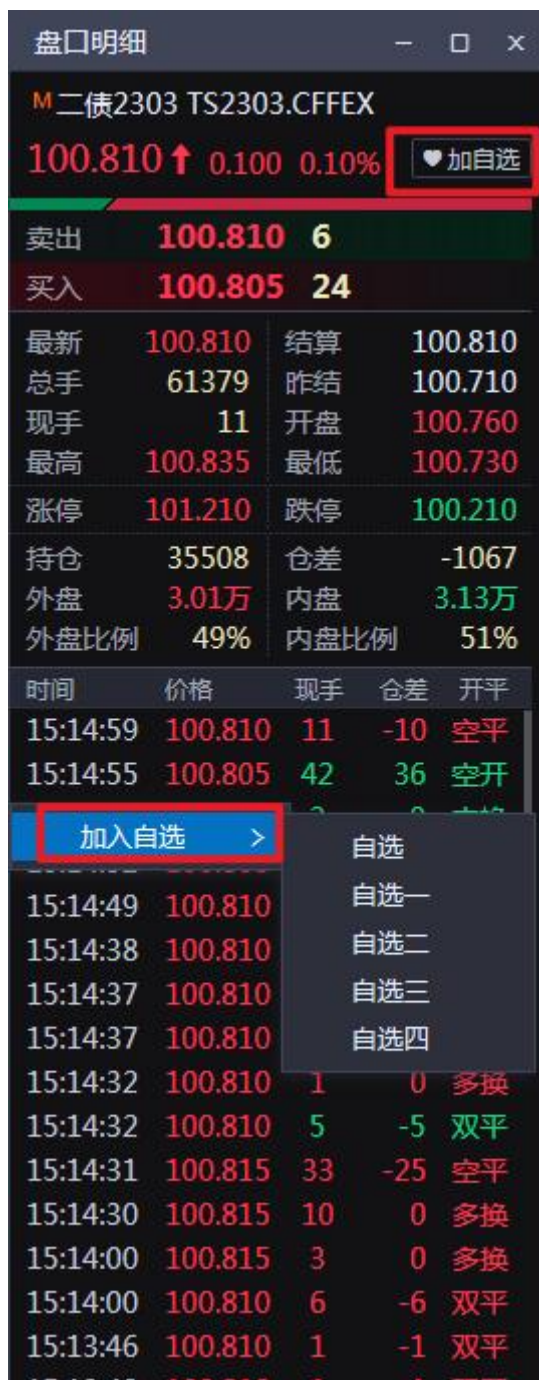 盘口明细
M二债2303 TS2303.CFFEX
100.810 ↑ 0.100 0.10% ♥加自选
卖出 100.810 6
买入 100.805 24
最新 100.810 结算 100.810
总手 61379 昨结 100.710
现手 11 开盘 100.760
最高 100.835 最低 100.730
涨停 101.210 跌停 100.210
持仓 35508 仓差 -1067
外盘 3.01万 内盘 3.13万
外盘比例 49% 内盘比例 51%
时间 价格 现手 仓差 开平
15:14:59 100.810 11 -10 空平
15:14:55 100.805 42 36 空开
加入自选 >
自选
自选一
自选二
自选三
自选四
15:14:49 100.810
15:14:38 100.810
15:14:37 100.810
15:14:37 100.810
15:14:32 100.810 1 0 多换
15:14:32 100.810 5 -5 双平
15:14:31 100.815 33 -25 空平
15:14:30 100.815 10 0 多换
15:14:00 100.815 3 0 多换
15:14:00 100.810 6 -6 双平
15:13:46 100.810 1 -1 双平